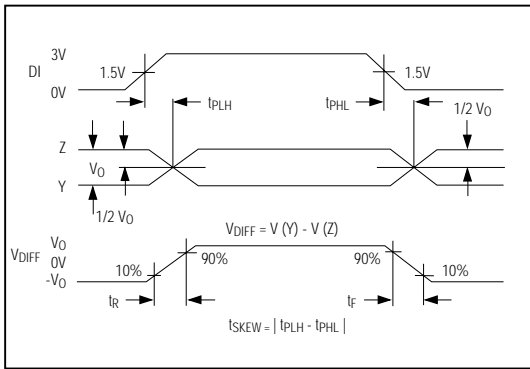 3V
DI
1.5V
1.5V
0V
tPLH
tPHL
1/2 VO
Z
VO
Y
1/2 VO
VDIFF = V (Y) - V (Z)
VO
VDIFF 0V
-VO
10%
90%
90%
10%
tR
tF
tSKEW = | tPLH - tPHL |